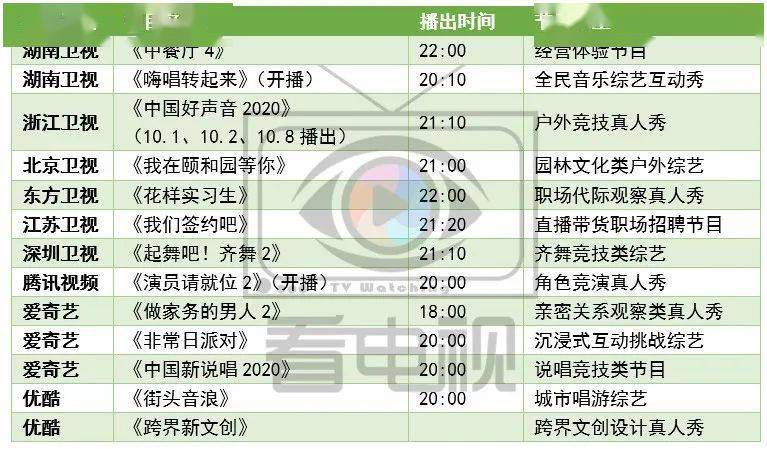 播出时间
湖南卫视 《中餐厅 4》 22:00 经营体验节目
湖南卫视 《嗨唱转起来》（开播） 20:10 全民音乐综艺互动秀
浙江卫视 《中国好声音 2020》
（10.1、10.2、10.8 播出） 21:10 户外竞技真人秀
北京卫视 《我在颐和园等你》 21:00 园林文化类户外综艺
东方卫视 《花样实习生》 22:00 职场代际观察真人秀
江苏卫视 《我们签约吧》 21:20 直播带货职场招聘节目
深圳卫视 《起舞吧！齐舞 2》 21:10 齐舞竞技类综艺
腾讯视频 《演员请就位 2》（开播） 20:00 角色竞演真人秀
爱奇艺 《做家务的男人 2》 18:00 亲密关系观察类真人秀
爱奇艺 《非常日派对》 20:00 沉浸式互动挑战综艺
爱奇艺 《中国新说唱 2020》 20:00 说唱竞技类节目
优酷 《街头音浪》 20:00 城市唱游综艺
优酷 《跨界新文创》 跨界文创设计真人秀
TV Watching
看电视